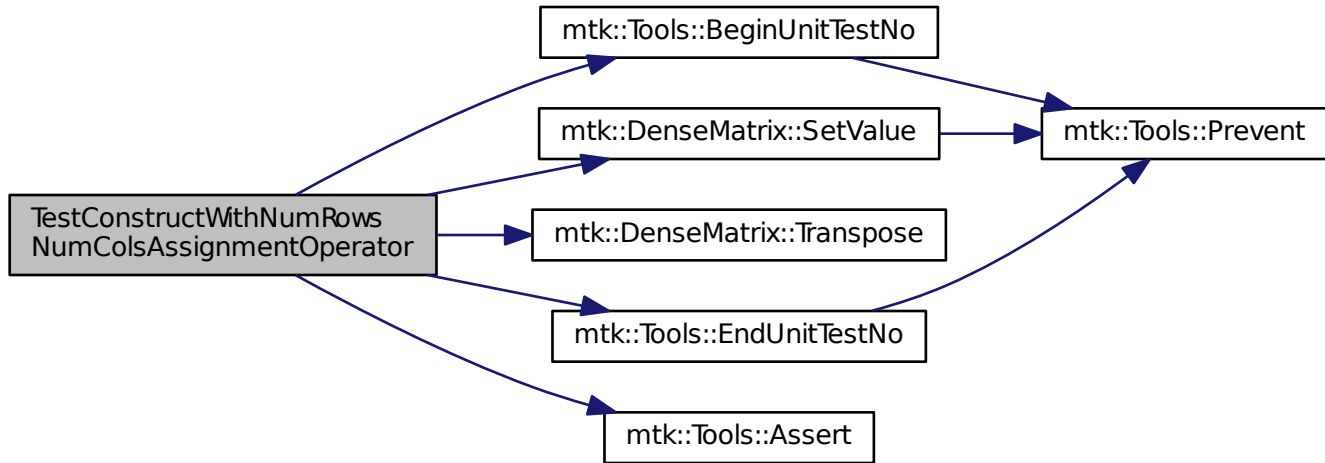 TestConstructWithNumRows
NumColsAssignmentOperator
mtk::Tools::BeginUnitTestNo
mtk::DenseMatrix::SetValue
mtk::DenseMatrix::Transpose
mtk::Tools::EndUnitTestNo
mtk::Tools::Assert
mtk::Tools::Prevent